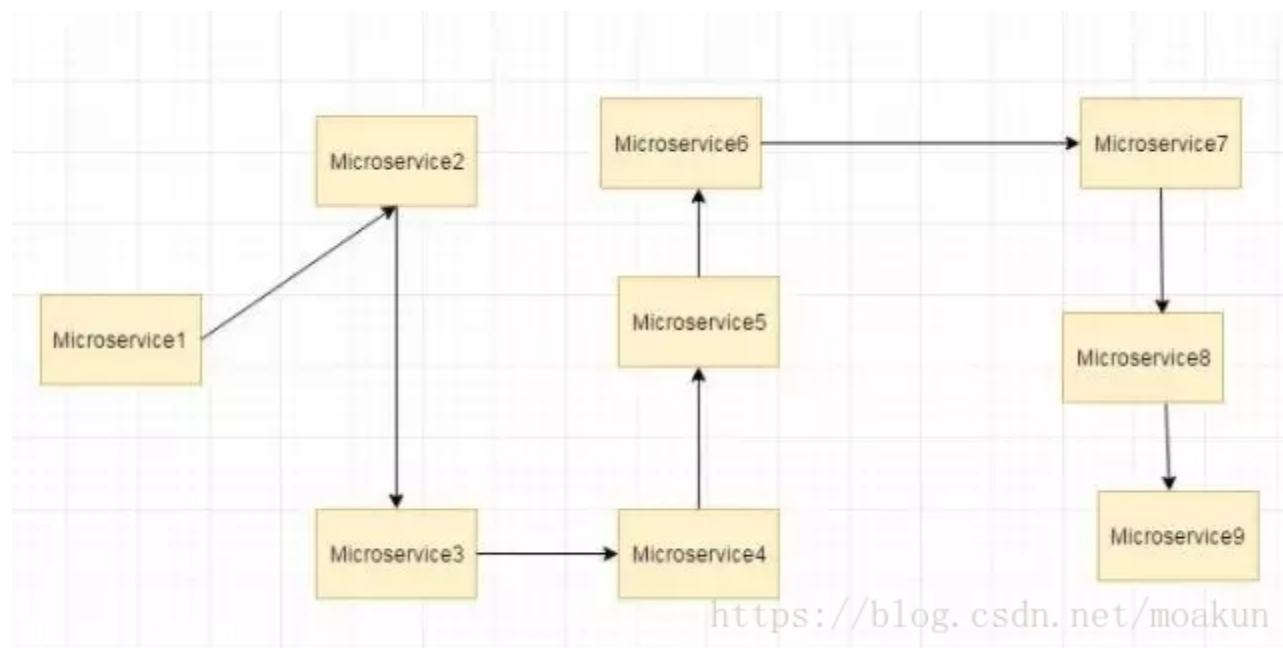 Microservice6
Microservice7
Microservice2
Microservice5
Microservice1
Microservice8
Microservice9
Microservice3
Microservice4
https://blog.csdn.net/moakun